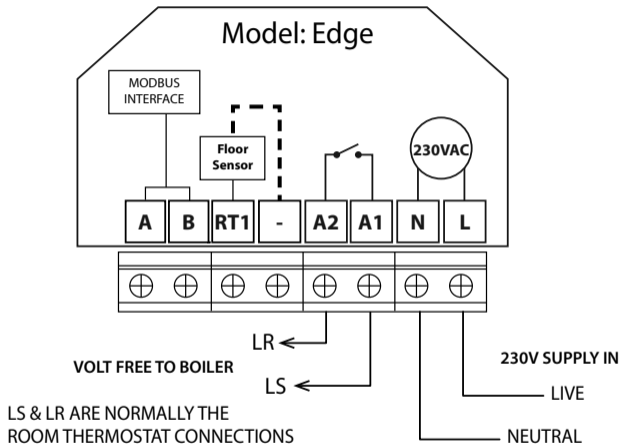 Model: Edge
MODBUS
INTERFACE
Floor
Sensor
230VAC
A B RT1 - A2 A1 N L
LR
VOLT FREE TO BOILER
230V SUPPLY IN
LS
LIVE
LS & LR ARE NORMALLY THE
ROOM THERMOSTAT CONNECTIONS
NEUTRAL